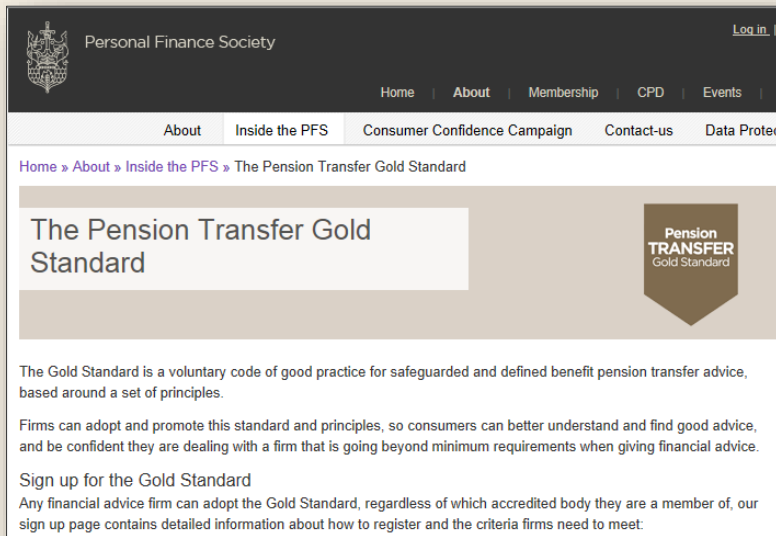 Personal Finance Society
Log in |
Home | About | Membership | CPD | Events |
About Inside the PFS Consumer Confidence Campaign Contact-us Data
Home » About » Inside the PFS » The Pension Transfer Gold Standard
The Pension Transfer Gold
Standard
Pension
TRANSFER
Gold Standard
The Gold Standard is a voluntary code of good practice for safeguarded and defined benefit pension transfer advice,
based around a set of principles.
Firms can adopt and promote this standard and principles, so consumers can better understand and find good advice,
and be confident they are dealing with a firm that is going beyond minimum requirements when giving financial advice.
Sign up for the Gold Standard
Any financial advice firm can adopt the Gold Standard, regardless of which accredited body they are a member of, our
sign up page contains detailed information about how to register and the criteria firms need to meet: